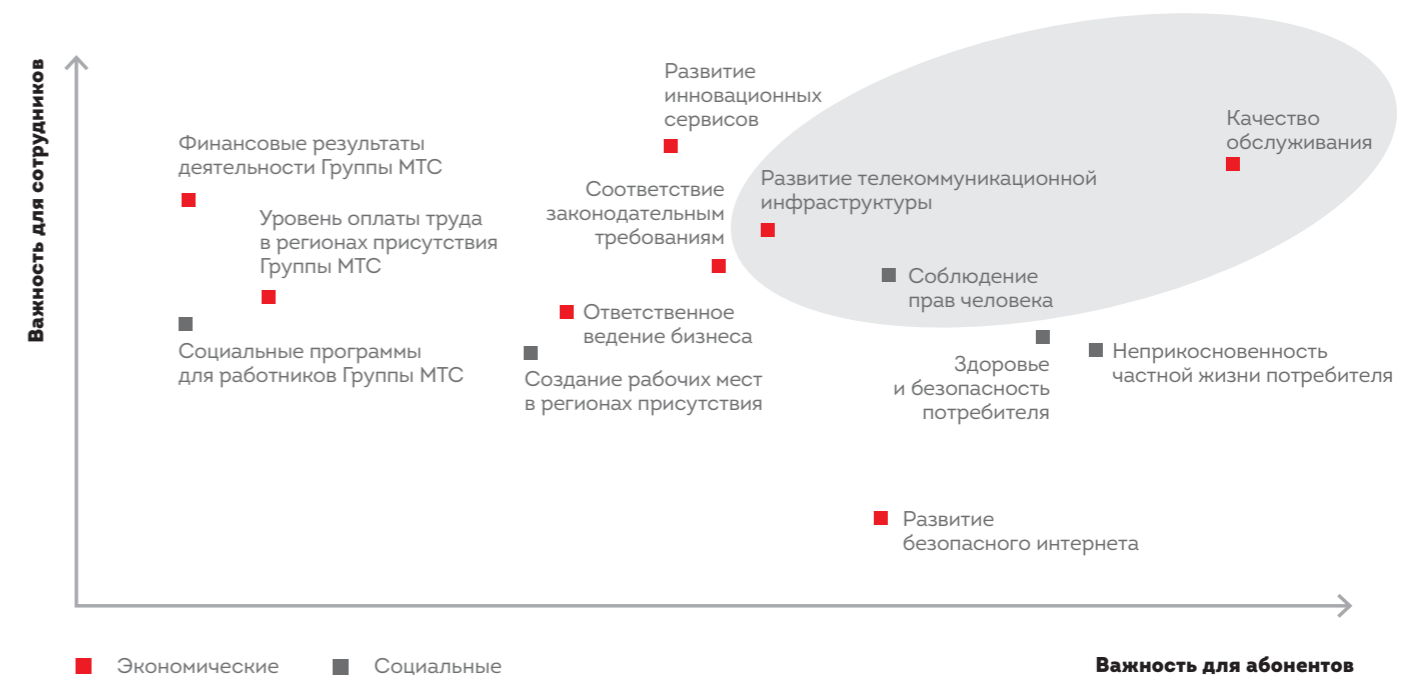 Важность для сотрудников
Развитие
инновационных
сервисов
Качество
обслуживания
Финансовые результаты
деятельности Группы МТС
Развитие телекоммуникационной
инфраструктуры
Соответствие
законодательным
требованиям
Уровень оплаты труда
в регионах присутствия
Группы МТС
Соблюдение
прав человека
Ответственное
ведение бизнеса
Социальные программы
для работников Группы МТС
Неприкосновенность
частной жизни потребителя
Здоровье
и безопасность
потребителя
Создание рабочих мест
в регионах присутствия
Развитие
безопасного интернета
Экономические
Социальные
Важность для абонентов